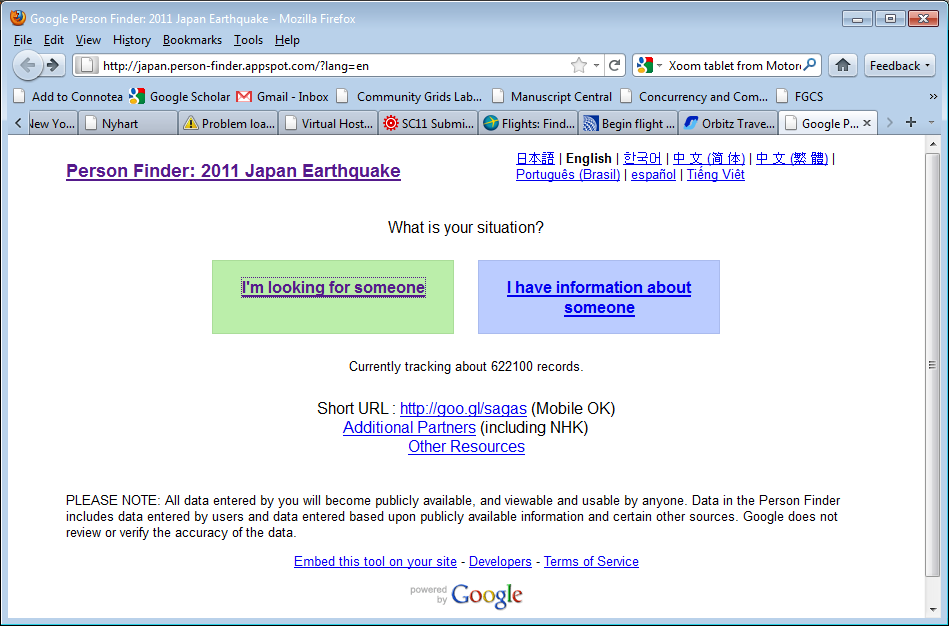 Google Person Finder: 2011 Japan Earthquake - Mozilla Firefox
File Edit View History Bookmarks Tools Help
http://japan.person-finder.appspot.com/?lang=en Xoom tablet from Motor Feedback
Add to Connotea Google Scholar Gmail - Inbox Community Grids Lab... Manuscript Central Concurrency and Com... FGCS »
New Yo... Nyhart Problem loa... Virtual Host... SC11 Submi... Flights: Find... Begin flight ... Orbitz Trave... Google P... ×
日本語 | English | 한국어 | 中 文 (简 体) | 中 文 (繁 體) |
Person Finder: 2011 Japan Earthquake
Português (Brasil) | español | Tiếng Việt
What is your situation?
I'm looking for someone
I have information about
someone
Currently tracking about 622100 records.
Short URL : http://goo.gl/sagas (Mobile OK)
Additional Partners (including NHK)
Other Resources
PLEASE NOTE: All data entered by you will become publicly available, and viewable and usable by anyone. Data in the Person Finder
includes data entered by users and data entered based upon publicly available information and certain other sources. Google does not
review or verify the accuracy of the data.
Embed this tool on your site - Developers - Terms of Service
powered
by Google